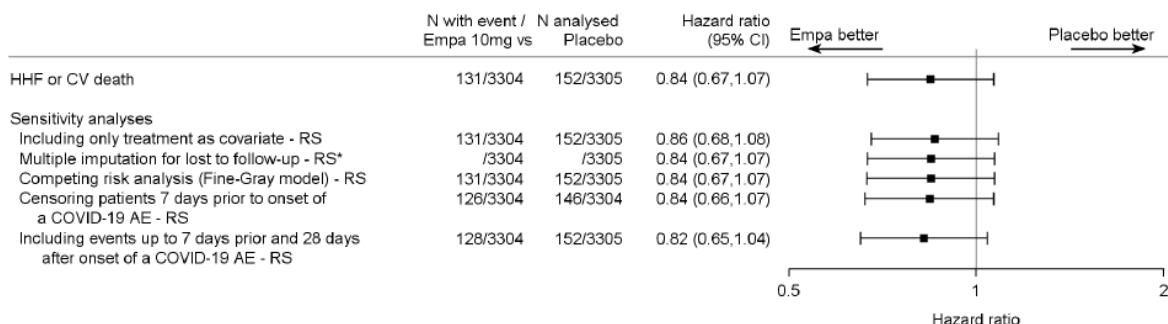 N with event / N analysed Hazard ratio
Empa 10mg vs Placebo (95% CI) Empa better Placebo better
HHF or CV death 131/3304 152/3305 0.84 (0.67,1.07)
Sensitivity analyses
Including only treatment as covariate - RS 131/3304 152/3305 0.86 (0.68,1.08)
Multiple imputation for lost to follow-up - RS* /3304 /3305 0.84 (0.67,1.07)
Competing risk analysis (Fine-Gray model) - RS 131/3304 152/3305 0.84 (0.67,1.07)
Censoring patients 7 days prior to onset of 126/3304 146/3304 0.84 (0.66,1.07)
a COVID-19 AE - RS
Including events up to 7 days prior and 28 days 128/3304 152/3305 0.82 (0.65,1.04)
after onset of a COVID-19 AE - RS
0.5 1 2
Hazard ratio